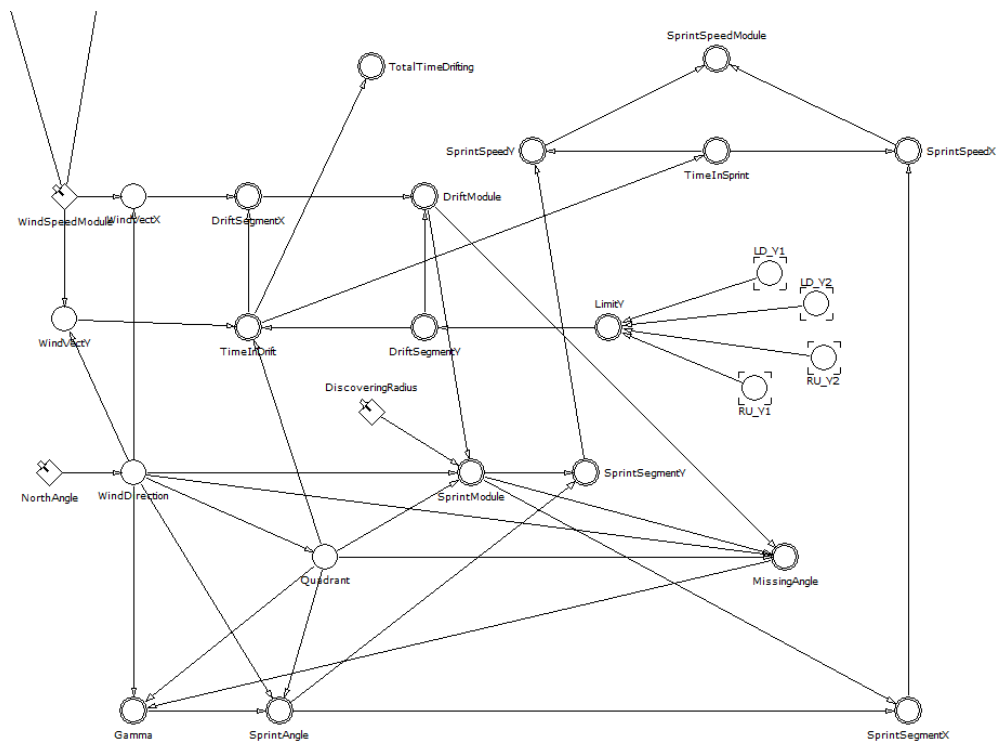 SprintSpeedModule
TotalTimeDrifting
SprintSpeedY
TimeInSprint
SprintSpeedX
WindSpeedModule
WindVectX
DriftSegmentX
DriftModule
LD_Y1
LD_Y2
LimitY
WindVectY
TimeInDrift
DriftSegmentY
RU_Y2
DiscoveringRadius
RU_Y1
NorthAngle
WindDirection
SprintModule
SprintSegmentY
Quadrant
MissingAngle
Gamma
SprintAngle
SprintSegmentX